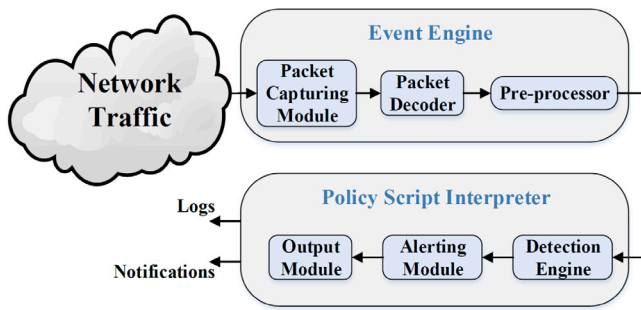 Event Engine
Network
Traffic
Packet
Capturing
Module
Packet
Decoder
Pre-processor
Policy Script Interpreter
Logs
Notifications
Output
Module
Alerting
Module
Detection
Engine